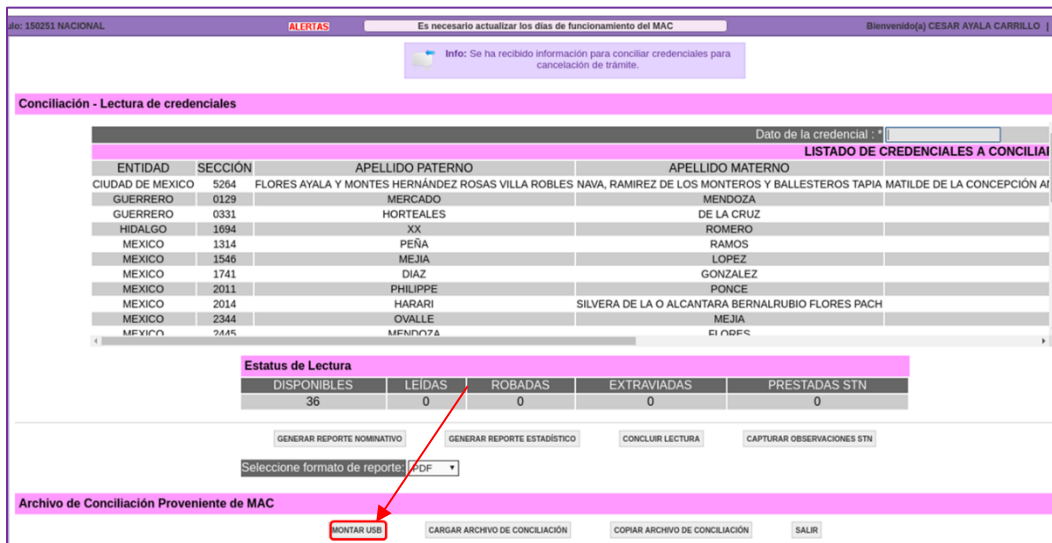 ulo: 150251 NACIONAL ALERTAS Es necesario actualizar los días de funcionamiento del MAC Bienvenido(a) CESAR AYALA CARRILLO |
Info: Se ha recibido información para conciliar credenciales para
cancelación de trámite.
Conciliación - Lectura de credenciales
Dato de la credencial : *
LISTADO DE CREDENCIALES A CONCILIAR
ENTIDAD SECCIÓN APELLIDO PATERNO APELLIDO MATERNO
CIUDAD DE MEXICO 5264 FLORES AYALA Y MONTES HERNÁNDEZ ROSAS VILLA ROBLES NAVA, RAMIREZ DE LOS MONTEROS Y BALLESTEROS TAPIA MATILDE DE LA CONCEPCIÓN
GUERRERO 0129 MERCADO MENDOZA
GUERRERO 0331 HORTEALES DE LA CRUZ
HIDALGO 1694 XX ROMERO
MEXICO 1314 PEÑA RAMOS
MEXICO 1546 MEJIA LOPEZ
MEXICO 1741 DIAZ GONZALEZ
MEXICO 2011 PHILIPPE PONCE
MEXICO 2014 HARARI SILVERA DE LA O ALCANTARA BERNALRUBIO FLORES PACH
MEXICO 2344 OVALLE MEJIA
MEXICO 2445 MENDOZA FLORES
Estatus de Lectura
DISPONIBLES LEÍDAS ROBADAS EXTRAVIADAS PRESTADAS STN
36 0 0 0 0
GENERAR REPORTE NOMINATIVO GENERAR REPORTE ESTADÍSTICO CONCLUIR LECTURA CAPTURAR OBSERVACIONES STN
Seleccione formato de reporte: PDF
Archivo de Conciliación Proveniente de MAC
MONTAR USB CARGAR ARCHIVO DE CONCILIACIÓN COPIAR ARCHIVO DE CONCILIACIÓN SALIR